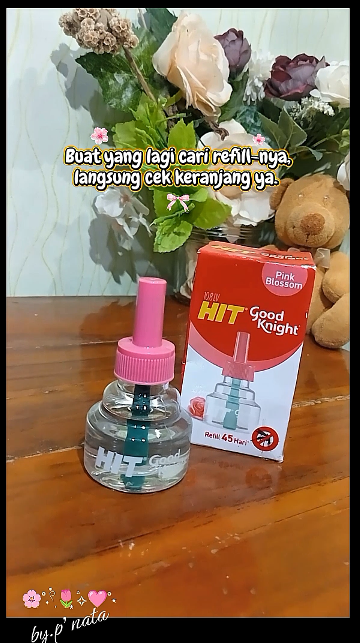 Buat yang lagi cari refill-nya,
langsung cek keranjang ya.
Pink
Blossom
HIT Good
Knight
Refill 45 Hari
HIT Good
by.p' nata